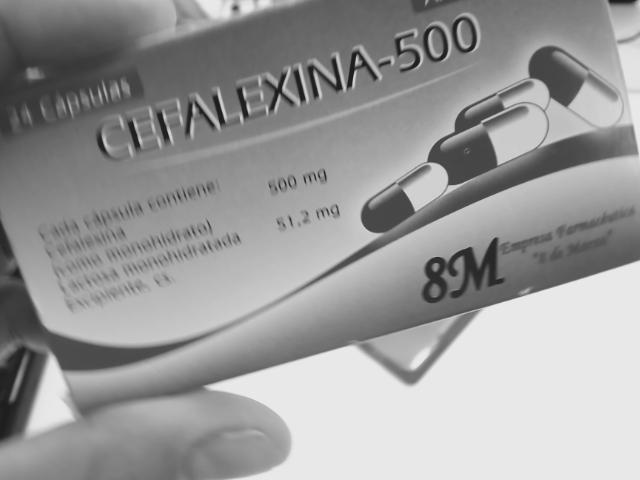 24 Cápsulas
CEFALEXINA-500
Cada cápsula contiene:
Cefalexina 500 mg
(como monohidrato)
Lactosa monohidratada 51.2 mg
Excipiente, cs.
8M
Empresa Farmacéutica
"8 de Marzo"